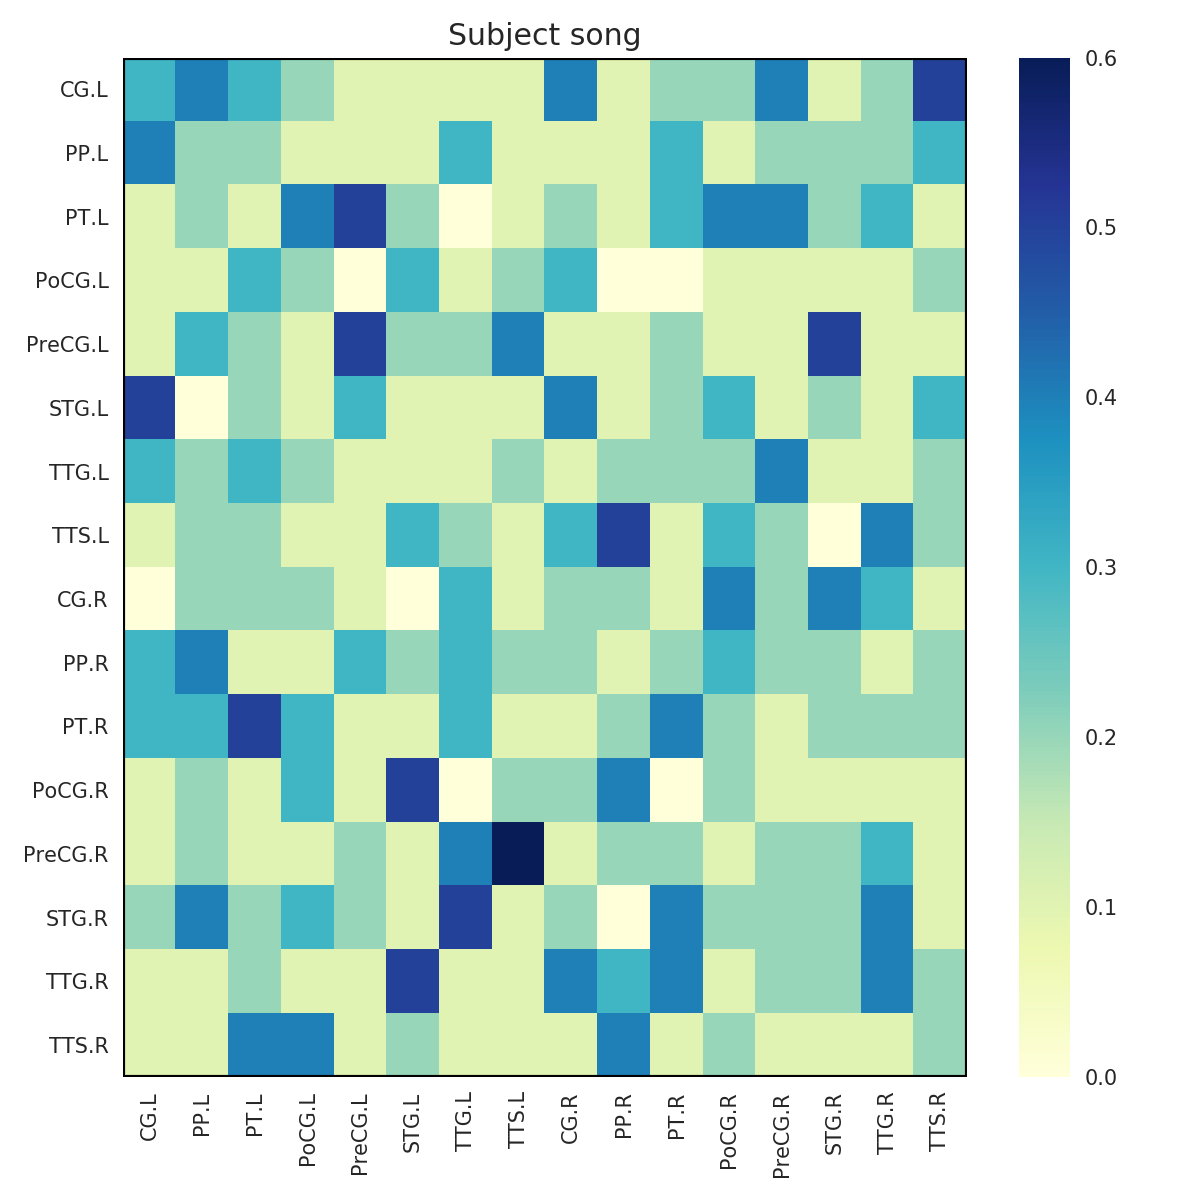 Subject song
CG.L
PP.L
PT.L
PoCG.L
PreCG.L
STG.L
TTG.L
TTS.L
CG.R
PP.R
PT.R
PoCG.R
PreCG.R
STG.R
TTG.R
TTS.R
CG.L PP.L PT.L PoCG.L PreCG.L STG.L TTG.L TTS.L CG.R PP.R PT.R PoCG.R PreCG.R STG.R TTG.R TTS.R
0.6
0.5
0.4
0.3
0.2
0.1
0.0